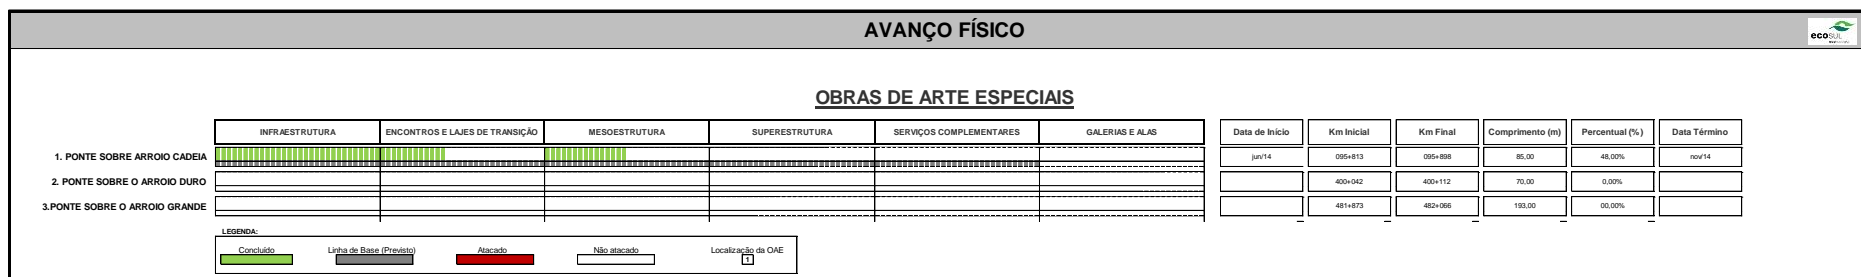 AVANÇO FÍSICO
ecosul
OBRAS DE ARTE ESPECIAIS
INFRAESTRUTURA ENCONTROS E LAJES DE TRANSIÇÃO MESOESTRUTURA SUPERESTRUTURA SERVIÇOS COMPLEMENTARES GALERIAS E ALAS Data de Início Km Inicial Km Final Comprimento (m) Percentual (%) Data Término
1. PONTE SOBRE ARROIO CADEIA jun/14 095+813 095+898 85,00 48,00% nov/14
2. PONTE SOBRE O ARROIO DURO 400+042 400+112 70,00 0,00%
3.PONTE SOBRE O ARROIO GRANDE 481+873 482+066 193,00 00,00%
LEGENDA:
Concluído Linha de Base (Previsto) Atacado Não atacado Localização da OAE
1